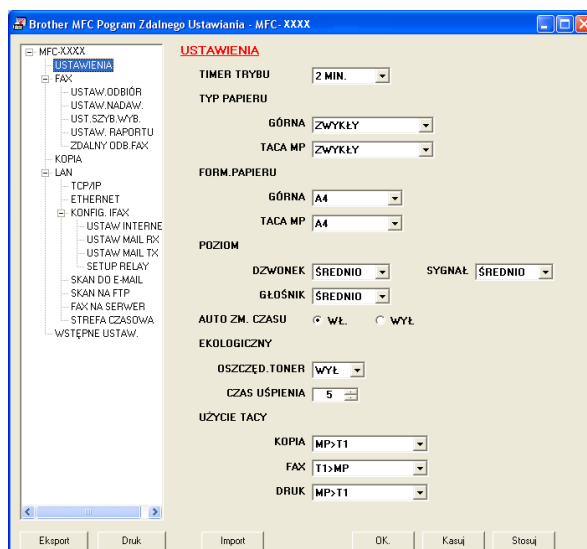 Brother MFC Pogram Zdalnego Ustawiania - MFC- XXXX
MFC-XXXX
USTAWIENIA
FAX
USTAW.ODBIÓR
USTAW.NADAW.
UST.SZYB.WYB.
USTAW. RAPORTU
ZDALNY ODB.FAX
KOPIA
LAN
TCP/IP
ETHERNET
KONFIG. IFAX
USTAW INTERNE
USTAW MAIL RX
USTAW MAIL TX
SETUP RELAY
SKAN DO E-MAIL
SKAN NA FTP
FAX NA SERWER
STREFA CZASOWA
WSTĘPNE USTAW.
USTAWIENIA
TIMER TRYBU 2 MIN.
TYP PAPIERU
GÓRNA ZWYKŁY
TACA MP ZWYKŁY
FORM.PAPIERU
GÓRNA A4
TACA MP A4
POZIOM
DZWONEK ŚREDNIO SYGNAŁ ŚREDNIO
GŁOŚNIK ŚREDNIO
AUTO ZM. CZASU WŁ. WYŁ
EKOLOGICZNY
OSZCZĘD.TONER WYŁ
CZAS UŚPIENIA 5
UŻYCIE TACY
KOPIA MP>T1
FAX T1>MP
DRUK MP>T1
Eksport Druk Import OK. Kasuj Stosuj